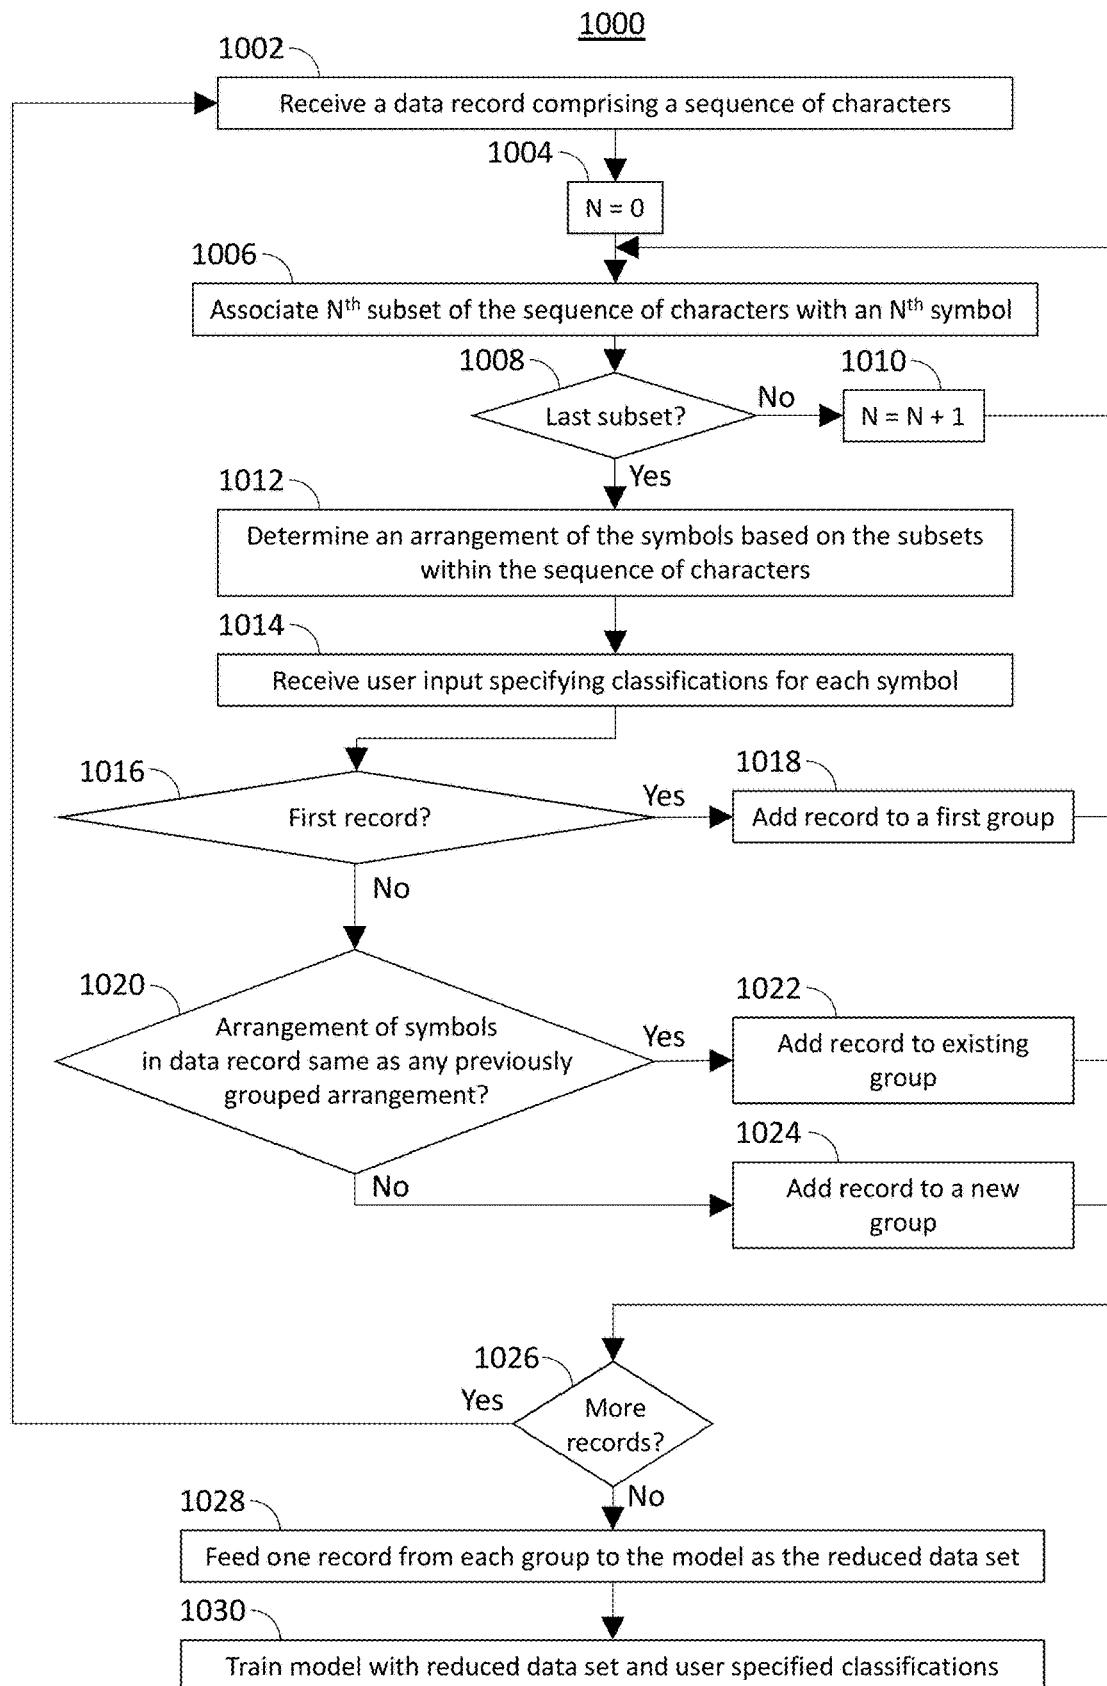 1000
1002
Receive a data record comprising a sequence of characters
1004
N = 0
1006
Associate Nth subset of the sequence of characters with an Nth symbol
1008
Last subset?
No
1010
N = N + 1
Yes
1012
Determine an arrangement of the symbols based on the subsets
within the sequence of characters
1014
Receive user input specifying classifications for each symbol
1016
First record?
Yes
1018
Add record to a first group
No
1020
Arrangement of symbols
in data record same as any previously
grouped arrangement?
Yes
1022
Add record to existing
group
No
1024
Add record to a new
group
1026
More
records?
Yes
No
1028
Feed one record from each group to the model as the reduced data set
1030
Train model with reduced data set and user specified classifications